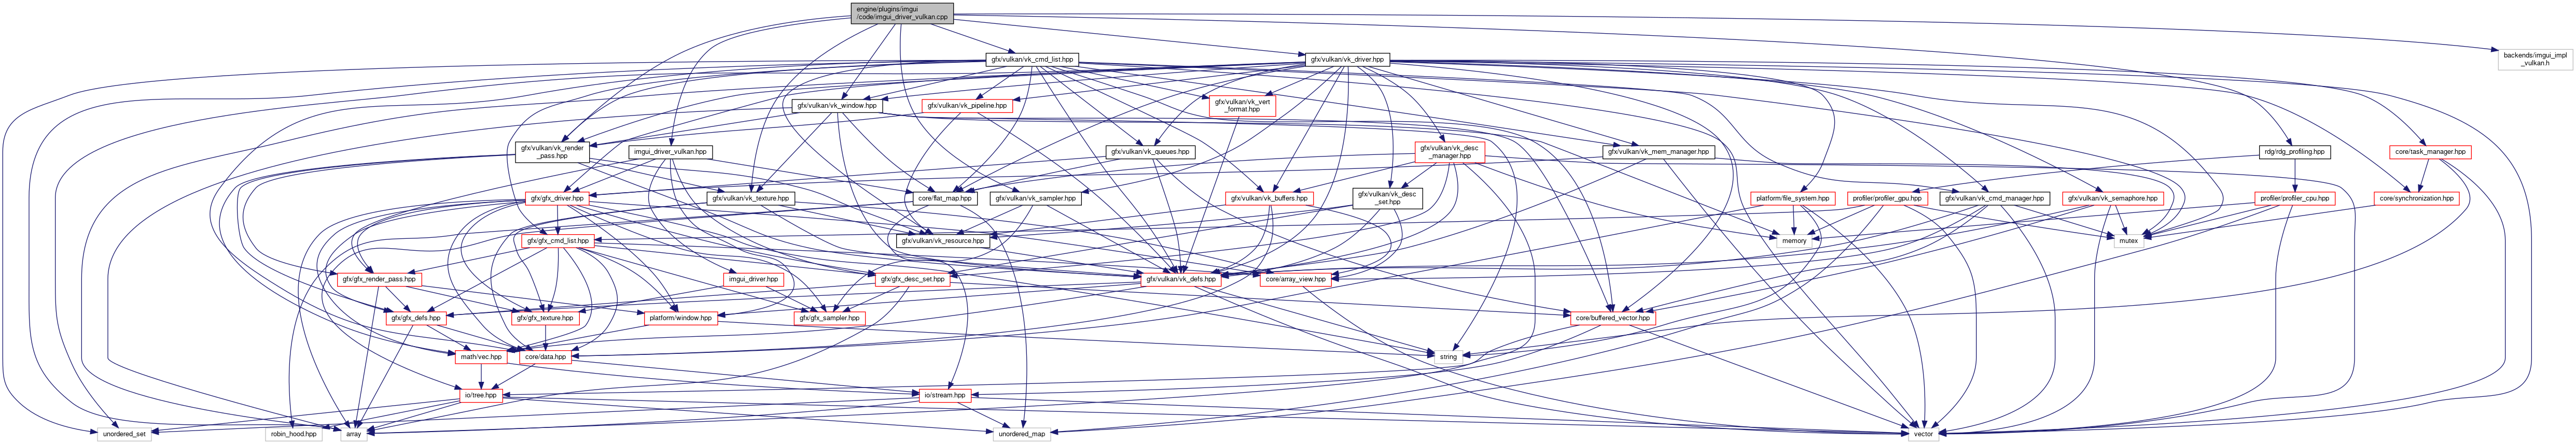 engine/plugins/imgui
/code/imgui_driver_vulkan.cpp
gfx/vulkan/vk_cmd_list.hpp
gfx/vulkan/vk_driver.hpp
backends/imgui_impl
_vulkan.h
gfx/vulkan/vk_window.hpp
gfx/vulkan/vk_pipeline.hpp
gfx/vulkan/vk_vert
_format.hpp
gfx/vulkan/vk_render
_pass.hpp
imgui_driver_vulkan.hpp
gfx/vulkan/vk_queues.hpp
gfx/vulkan/vk_desc
_manager.hpp
gfx/vulkan/vk_mem_manager.hpp
rdg/rdg_profiling.hpp
core/task_manager.hpp
gfx/gfx_driver.hpp
gfx/vulkan/vk_texture.hpp
core/flat_map.hpp
gfx/vulkan/vk_sampler.hpp
gfx/vulkan/vk_buffers.hpp
gfx/vulkan/vk_desc
_set.hpp
platform/file_system.hpp
profiler/profiler_gpu.hpp
gfx/vulkan/vk_cmd_manager.hpp
gfx/vulkan/vk_semaphore.hpp
profiler/profiler_cpu.hpp
core/synchronization.hpp
gfx/gfx_cmd_list.hpp
gfx/vulkan/vk_resource.hpp
memory
mutex
gfx/gfx_render_pass.hpp
imgui_driver.hpp
gfx/gfx_desc_set.hpp
gfx/vulkan/vk_defs.hpp
core/array_view.hpp
gfx/gfx_defs.hpp
gfx/gfx_texture.hpp
platform/window.hpp
gfx/gfx_sampler.hpp
core/buffered_vector.hpp
math/vec.hpp
core/data.hpp
string
io/tree.hpp
io/stream.hpp
unordered_set
robin_hood.hpp
array
unordered_map
vector